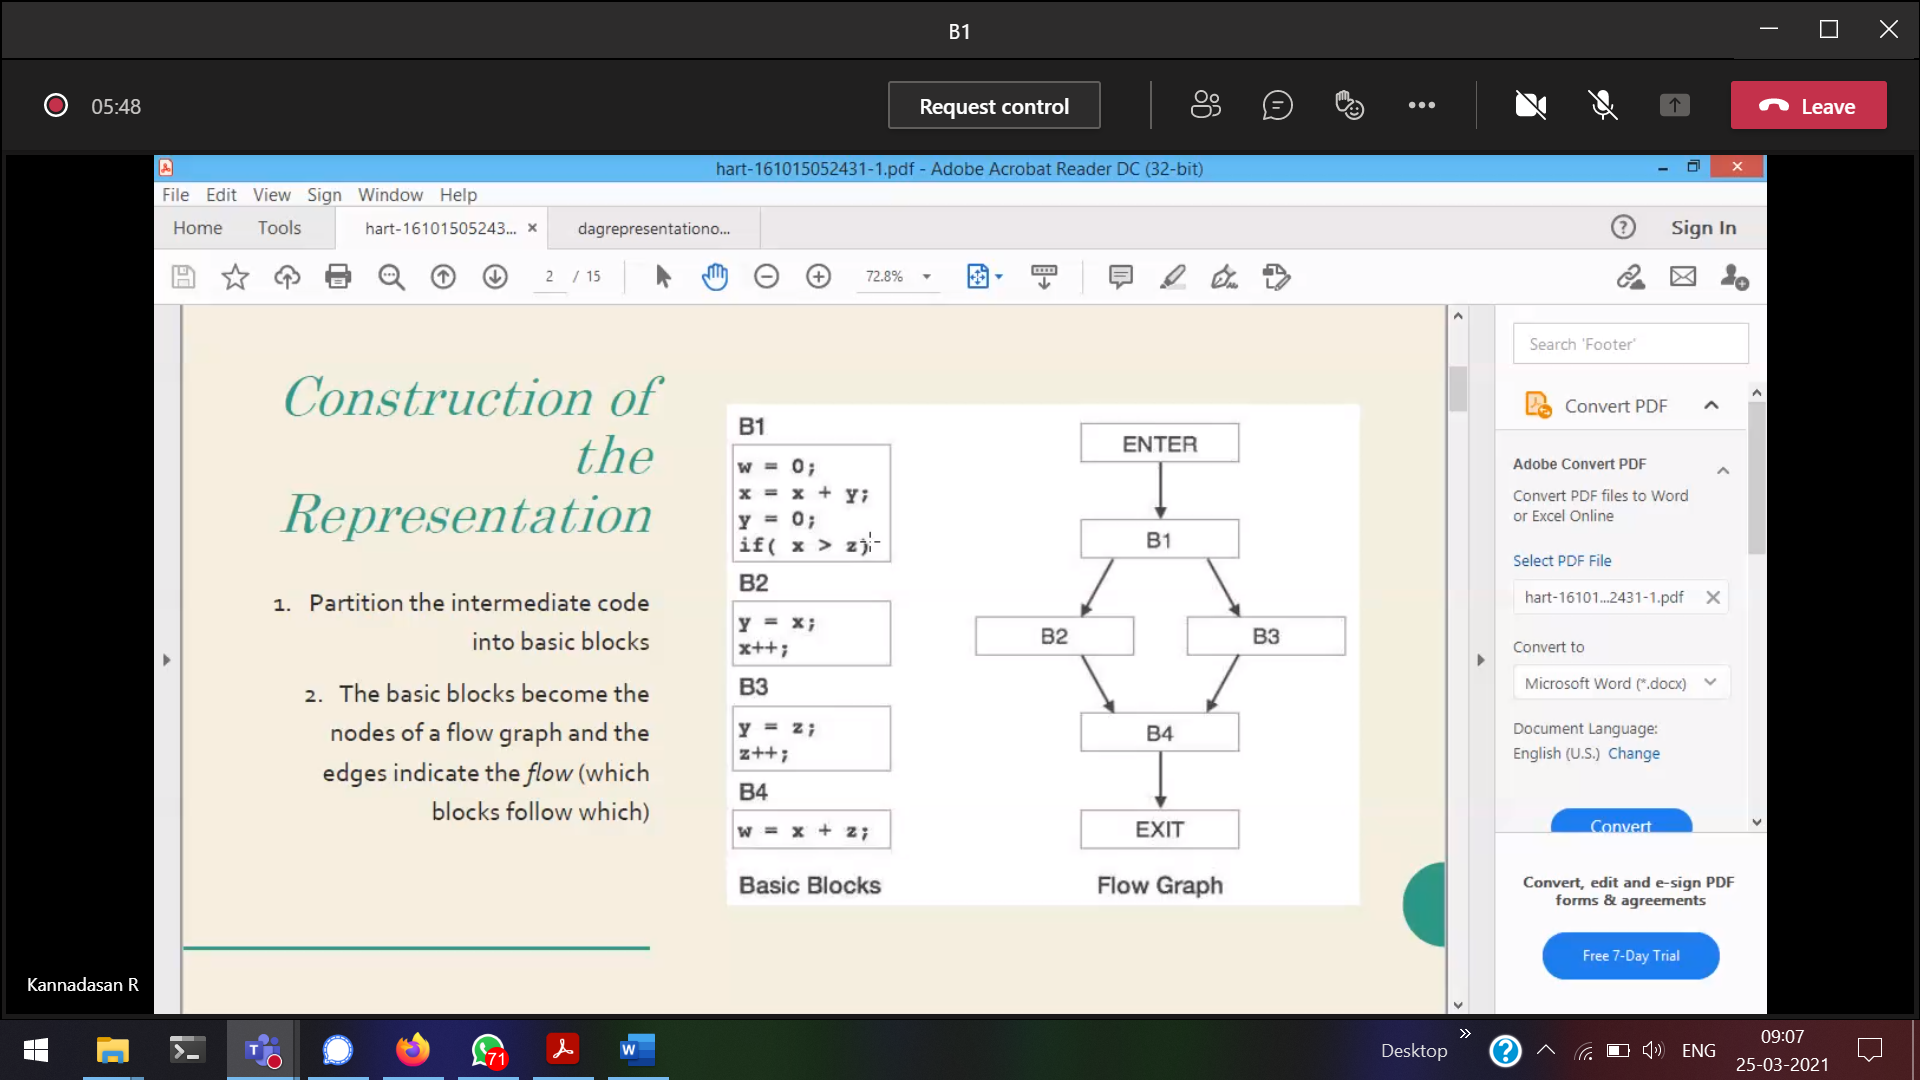 B1
05:48
Request control
Leave
hart-161015052431-1.pdf - Adobe Acrobat Reader DC (32-bit)
File Edit View Sign Window Help
Home Tools hart-16101505243... × dagrepresentationo... Sign In
2 / 15 72.8%
Construction of
the
Representation
1. Partition the intermediate code
into basic blocks
2. The basic blocks become the
nodes of a flow graph and the
edges indicate the flow (which
blocks follow which)
B1
w = 0;
x = x + y;
y = 0;
if( x > z)
B2
y = x;
x++;
B3
y = z;
z++;
B4
w = x + z;
Basic Blocks
ENTER
B1
B2 B3
B4
EXIT
Flow Graph
Search 'Footer'
Convert PDF
Adobe Convert PDF
Convert PDF files to Word
or Excel Online
Select PDF File
hart-16101...2431-1.pdf
Convert to
Microsoft Word (*.docx)
Document Language:
English (U.S.) Change
Convert
Convert, edit and e-sign PDF
forms & agreements
Free 7-Day Trial
Kannadasan R
71
Desktop
ENG
09:07
25-03-2021